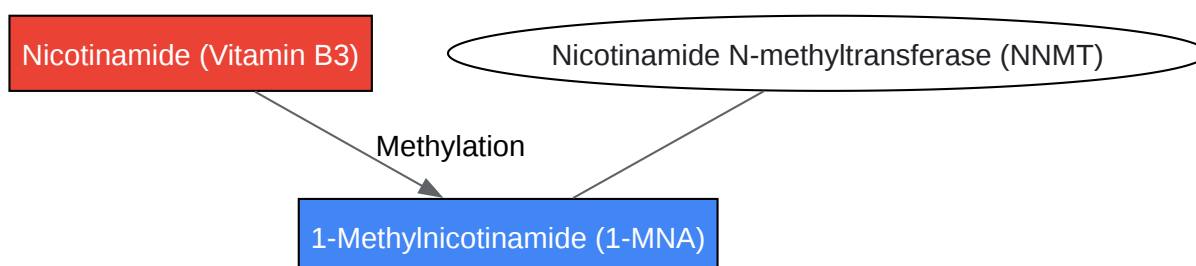 Nicotinamide (Vitamin B3)
Nicotinamide N-methyltransferase (NNMT)
Methylation
1-Methylnicotinamide (1-MNA)